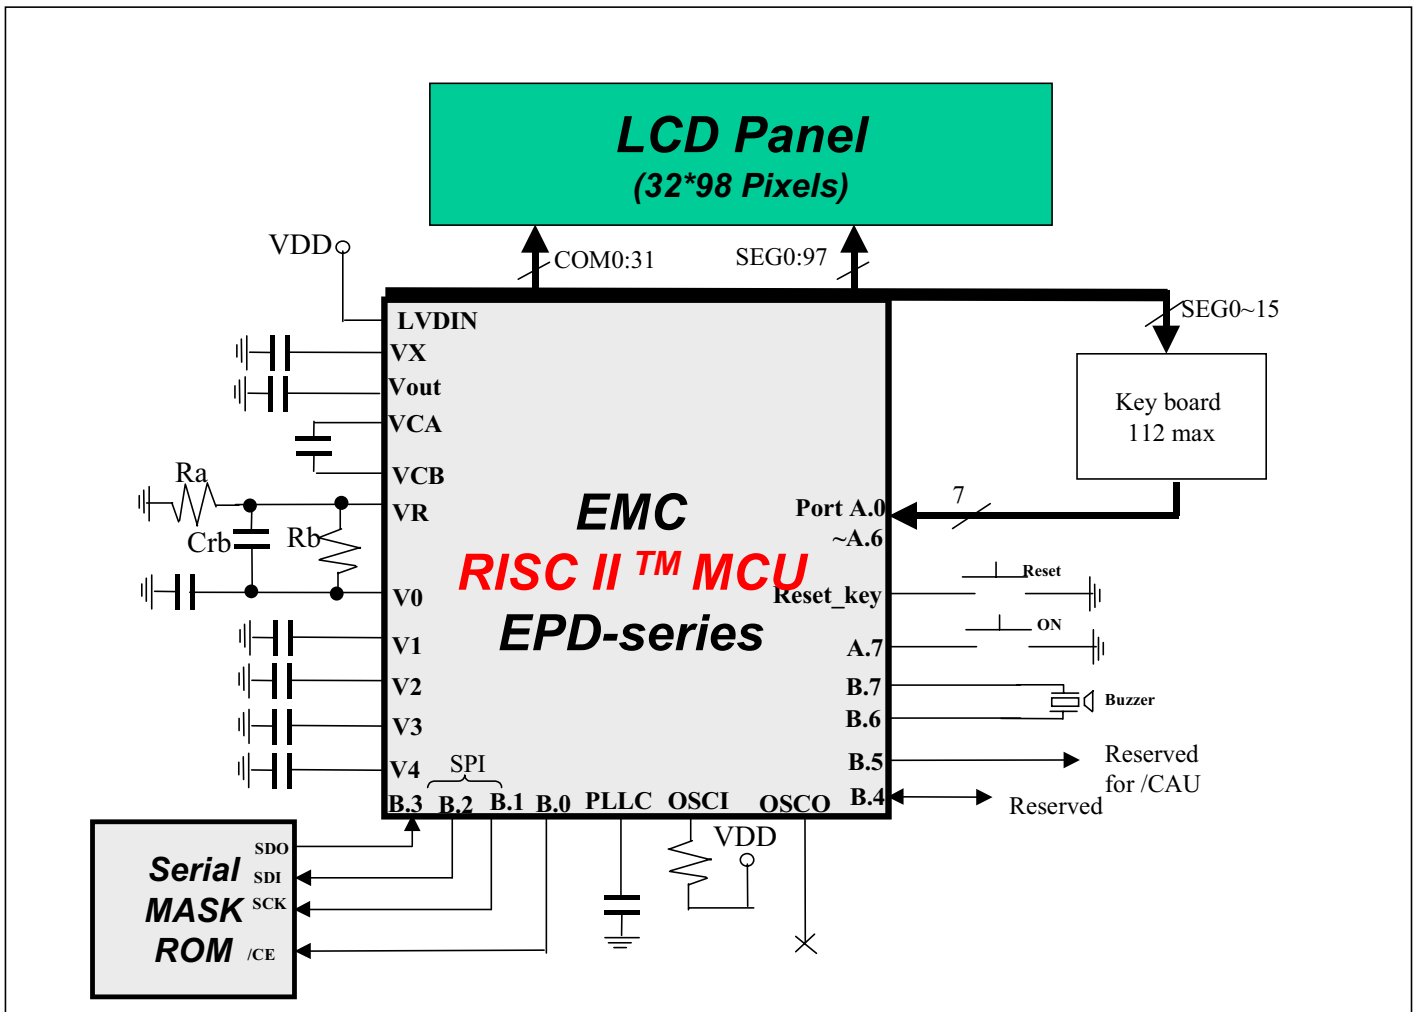 LCD Panel
(32*98 Pixels)
VDD
COM0:31
SEG0:97
SEG0~15
LVDIN
VX
Vout
VCA
VCB
Ra
VR
Crb
Rb
V0
V1
V2
V3
V4
EMC
RISC II TM MCU
EPD-series
Key board
112 max
7
Port A.0
~A.6
Reset_key
Reset
A.7
ON
B.7
B.6
Buzzer
B.5
Reserved
for /CAU
B.4
Reserved
SPI
B.3
B.2
B.1
B.0
PLLC
OSCI
OSCO
VDD
Serial
MASK
ROM
SDO
SDI
SCK
/CE